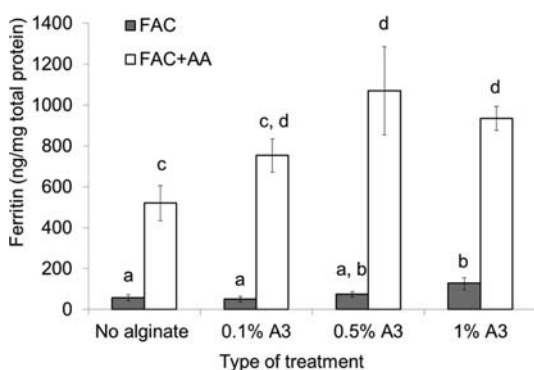 Ferritin (ng/mg total protein)
1400
1200
1000
800
600
400
200
0
FAC
FAC+AA
a
c
a
c, d
a, b
d
b
d
No alginate
0.1% A3
0.5% A3
1% A3
Type of treatment